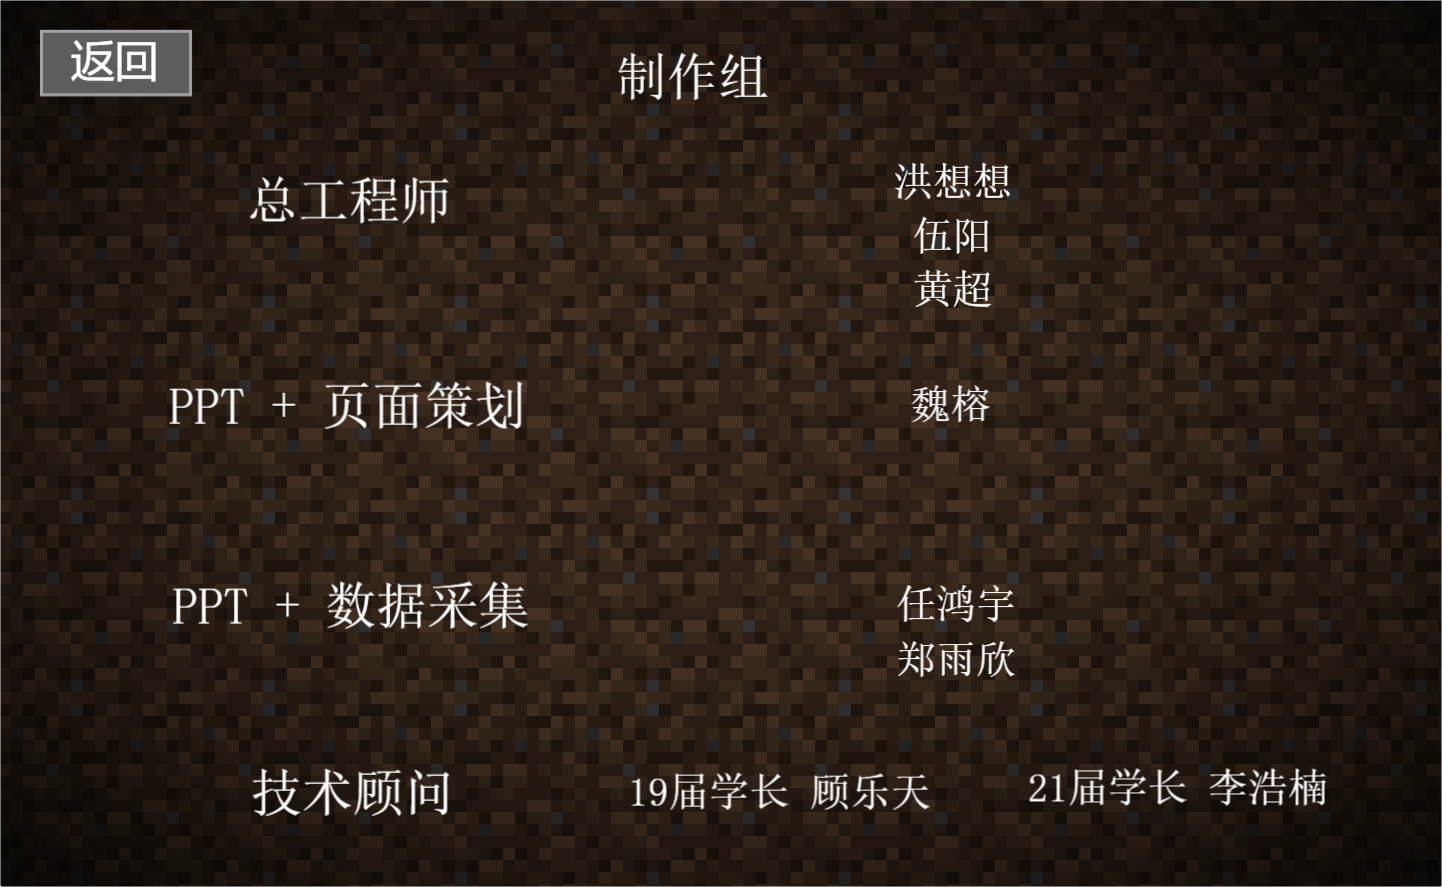 返回
制作组
总工程师
洪想想
伍阳
黄超
PPT + 页面策划
魏榕
PPT + 数据采集
任鸿宇
郑雨欣
技术顾问
19届学长 顾乐天
21届学长 李浩楠